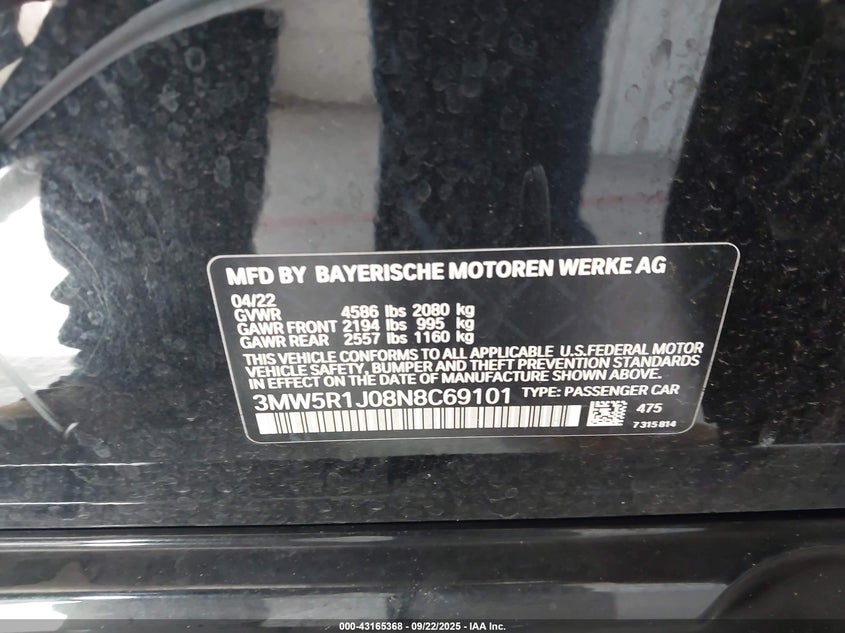 MFD BY BAYERISCHE MOTOREN WERKE AG
04/22
GVWR 4586 lbs 2080 kg
GAWR FRONT 2194 lbs 995 kg
GAWR REAR 2557 lbs 1160 kg
THIS VEHICLE CONFORMS TO ALL APPLICABLE U.S.FEDERAL MOTOR
VEHICLE SAFETY, BUMPER AND THEFT PREVENTION STANDARDS
IN EFFECT ON THE DATE OF MANUFACTURE SHOWN ABOVE.
3MW5R1J08N8C69101 TYPE: PASSENGER CAR
475
7315814
000-43165368 - 09/22/2025 - IAA Inc.